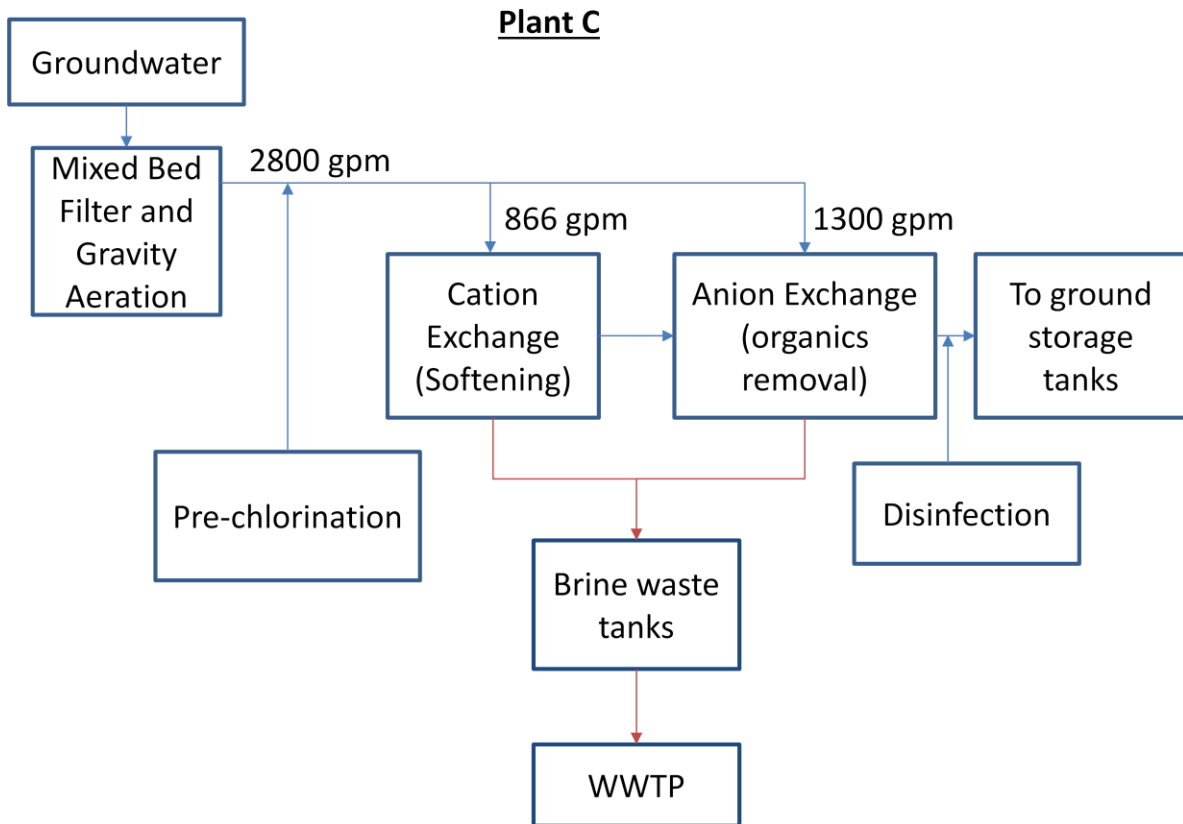 Plant C
Groundwater
Mixed Bed
Filter and
Gravity
Aeration
2800 gpm
866 gpm
1300 gpm
Cation
Exchange
(Softening)
Anion Exchange
(organics
removal)
To ground
storage
tanks
Pre-chlorination
Disinfection
Brine waste
tanks
WWTP